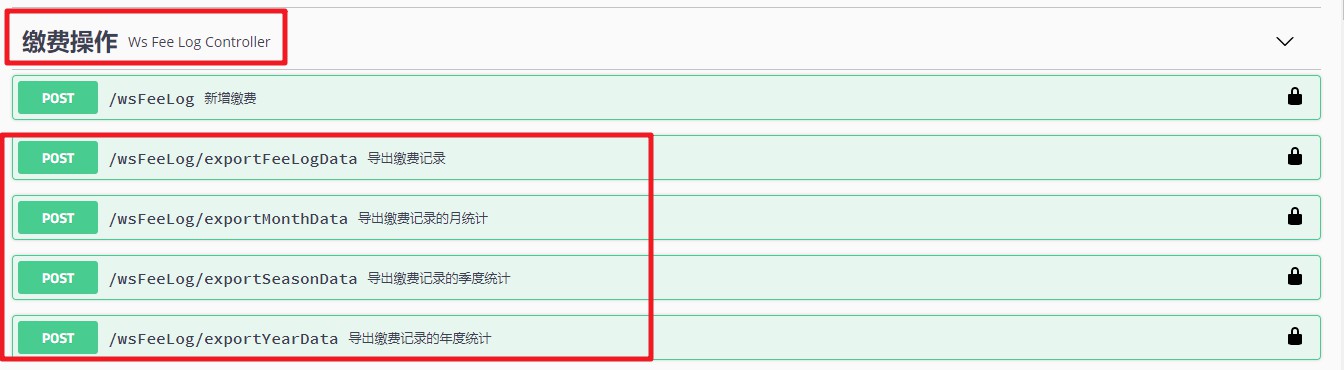 缴费操作 Ws Fee Log Controller
POST /wsFeeLog 新增缴费
POST /wsFeeLog/exportFeeLogData 导出缴费记录
POST /wsFeeLog/exportMonthData 导出缴费记录的月统计
POST /wsFeeLog/exportSeasonData 导出缴费记录的季度统计
POST /wsFeeLog/exportYearData 导出缴费记录的年度统计